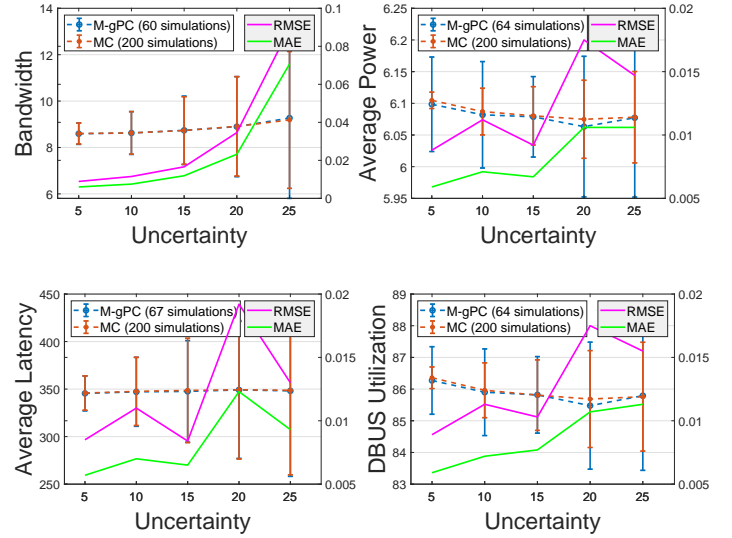 M-gPC (60 simulations)
MC (200 simulations)
RMSE
MAE
14
12
10
8
6
0.1
0.08
0.06
0.04
0.02
0
5 10 15 20 25
Bandwidth
Uncertainty
M-gPC (64 simulations)
MC (200 simulations)
RMSE
MAE
6.25
6.2
6.15
6.1
6.05
6
5.95
0.02
0.015
0.01
0.005
5 10 15 20 25
Average Power
Uncertainty
M-gPC (67 simulations)
MC (200 simulations)
RMSE
MAE
450
400
350
300
250
0.02
0.015
0.01
0.005
5 10 15 20 25
Average Latency
Uncertainty
M-gPC (64 simulations)
MC (200 simulations)
RMSE
MAE
89
88
87
86
85
84
83
0.02
0.015
0.01
0.005
5 10 15 20 25
DBUS Utilization
Uncertainty